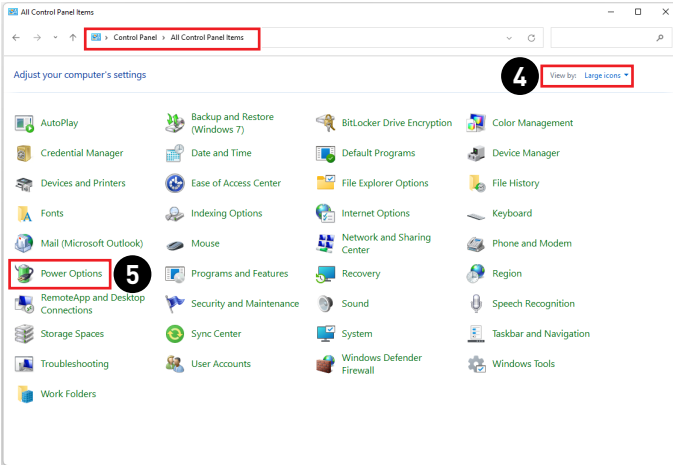 All Control Panel Items
Control Panel > All Control Panel Items
Adjust your computer's settings
4
View by: Large icons
AutoPlay
Backup and Restore
(Windows 7)
BitLocker Drive Encryption
Color Management
Credential Manager
Date and Time
Default Programs
Device Manager
Devices and Printers
Ease of Access Center
File Explorer Options
File History
Fonts
Indexing Options
Internet Options
Keyboard
Mail (Microsoft Outlook)
Mouse
Network and Sharing
Center
Phone and Modem
Power Options
5
Programs and Features
Recovery
Region
RemoteApp and Desktop
Connections
Security and Maintenance
Sound
Speech Recognition
Storage Spaces
Sync Center
System
Taskbar and Navigation
Troubleshooting
User Accounts
Windows Defender
Firewall
Windows Tools
Work Folders